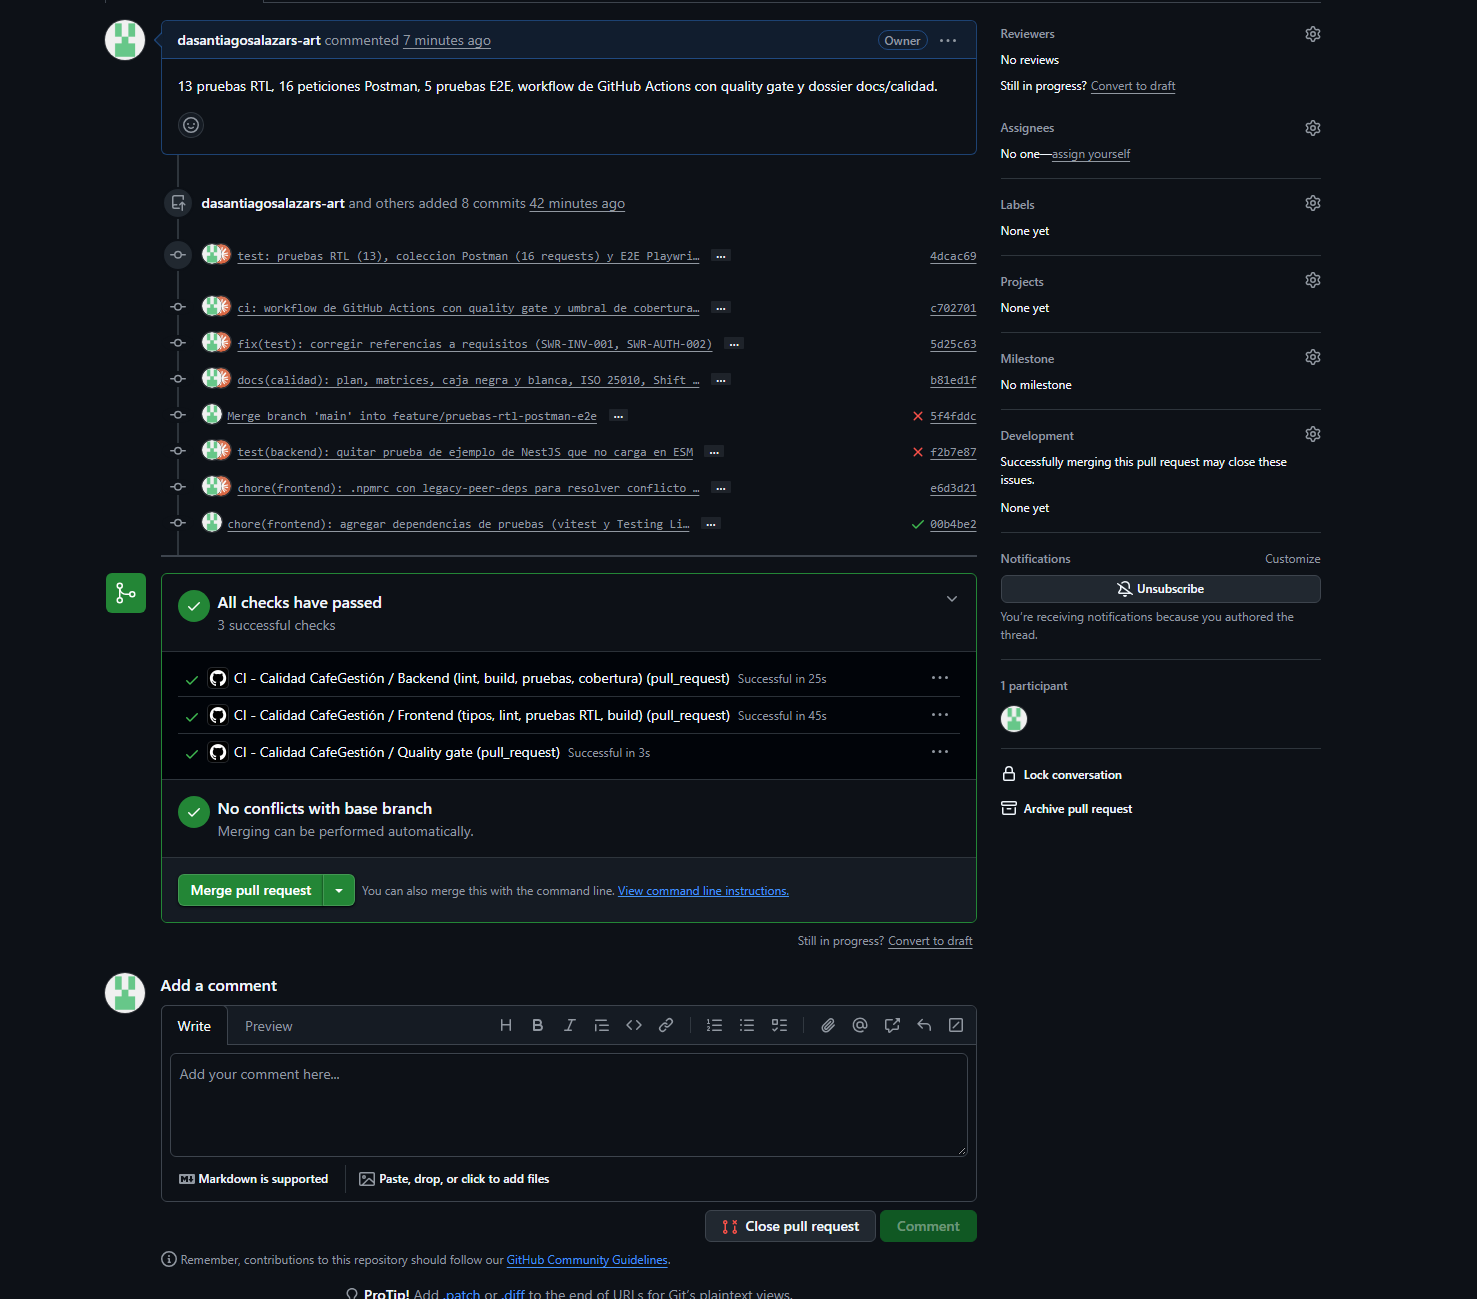 dasantiagosalazars-art commented 7 minutes ago
Owner
13 pruebas RTL, 16 peticiones Postman, 5 pruebas E2E, workflow de GitHub Actions con quality gate y dossier docs/calidad.
dasantiagosalazars-art and others added 8 commits 42 minutes ago
test: pruebas RTL (13), coleccion Postman (16 requests) y E2E Playwri… 4dcac69
ci: workflow de GitHub Actions con quality gate y umbral de cobertura… c702701
fix(test): corregir referencias a requisitos (SWR-INV-001, SWR-AUTH-002) 5d25c63
docs(calidad): plan, matrices, caja negra y blanca, ISO 25010, Shift … b81ed1f
Merge branch 'main' into feature/pruebas-rtl-postman-e2e 5f4fddc
test(backend): quitar prueba de ejemplo de NestJS que no carga en ESM f2b7e87
chore(frontend): .npmrc con legacy-peer-deps para resolver conflicto … e6d3d21
chore(frontend): agregar dependencias de pruebas (vitest y Testing Li… 00b4be2
All checks have passed
3 successful checks
CI - Calidad CafeGestión / Backend (lint, build, pruebas, cobertura) (pull_request) Successful in 25s
CI - Calidad CafeGestión / Frontend (tipos, lint, pruebas RTL, build) (pull_request) Successful in 45s
CI - Calidad CafeGestión / Quality gate (pull_request) Successful in 3s
No conflicts with base branch
Merging can be performed automatically.
Merge pull request
You can also merge this with the command line. View command line instructions.
Still in progress? Convert to draft
Add a comment
Write
Preview
Add your comment here...
Markdown is supported
Paste, drop, or click to add files
Close pull request
Comment
Remember, contributions to this repository should follow our GitHub Community Guidelines.
ProTip! Add .patch or .diff to the end of URLs for Git's plaintext views.
Reviewers
No reviews
Still in progress? Convert to draft
Assignees
No one—assign yourself
Labels
None yet
Projects
None yet
Milestone
No milestone
Development
Successfully merging this pull request may close these
issues.
None yet
Notifications
Customize
Unsubscribe
You're receiving notifications because you authored the
thread.
1 participant
Lock conversation
Archive pull request